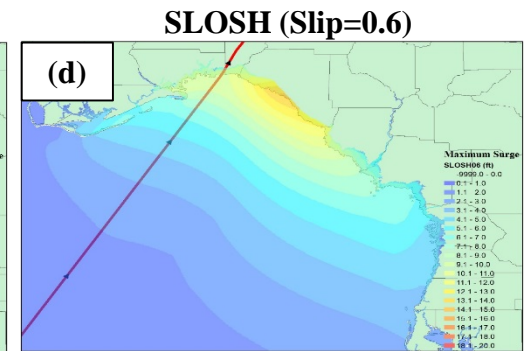 SLOSH (Slip=0.6)
(d)
Maximum Surge
SLOSH06 (ft)
-9999.0 - 0.0
0.1 - 1.0
1.1 - 2.0
2.1 - 3.0
3.1 - 4.0
4.1 - 5.0
5.1 - 6.0
6.1 - 7.0
7.1 - 8.0
8.1 - 9.0
9.1 - 10.0
10.1 - 11.0
11.1 - 12.0
12.1 - 13.0
13.1 - 14.0
14.1 - 15.0
15.1 - 16.0
16.1 - 17.0
17.1 - 18.0
18.1 - 20.0